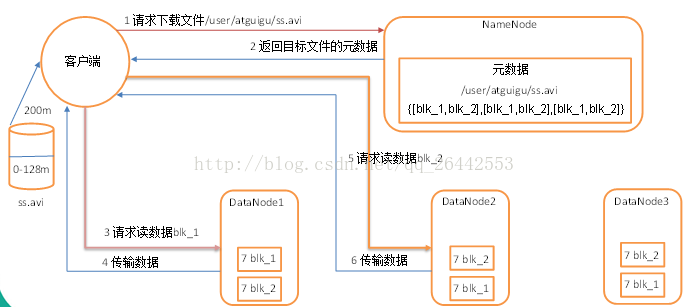 1 请求下载文件/user/atguigu/ss.avi
NameNode
2 返回目标文件的元数据
客户端
元数据
/user/atguigu/ss.avi
{[blk_1,blk_2],[blk_1,blk_2],[blk_1,blk_2]}
200m
0-128m
ss.avi
http://blog.csdn.net/qq_26442553
5 请求读数据blk_2
DataNode1
DataNode2
DataNode3
3 请求读数据blk_1
4 传输数据
6 传输数据
7 blk_1
7 blk_2
7 blk_2
7 blk_1
7 blk_2
7 blk_1